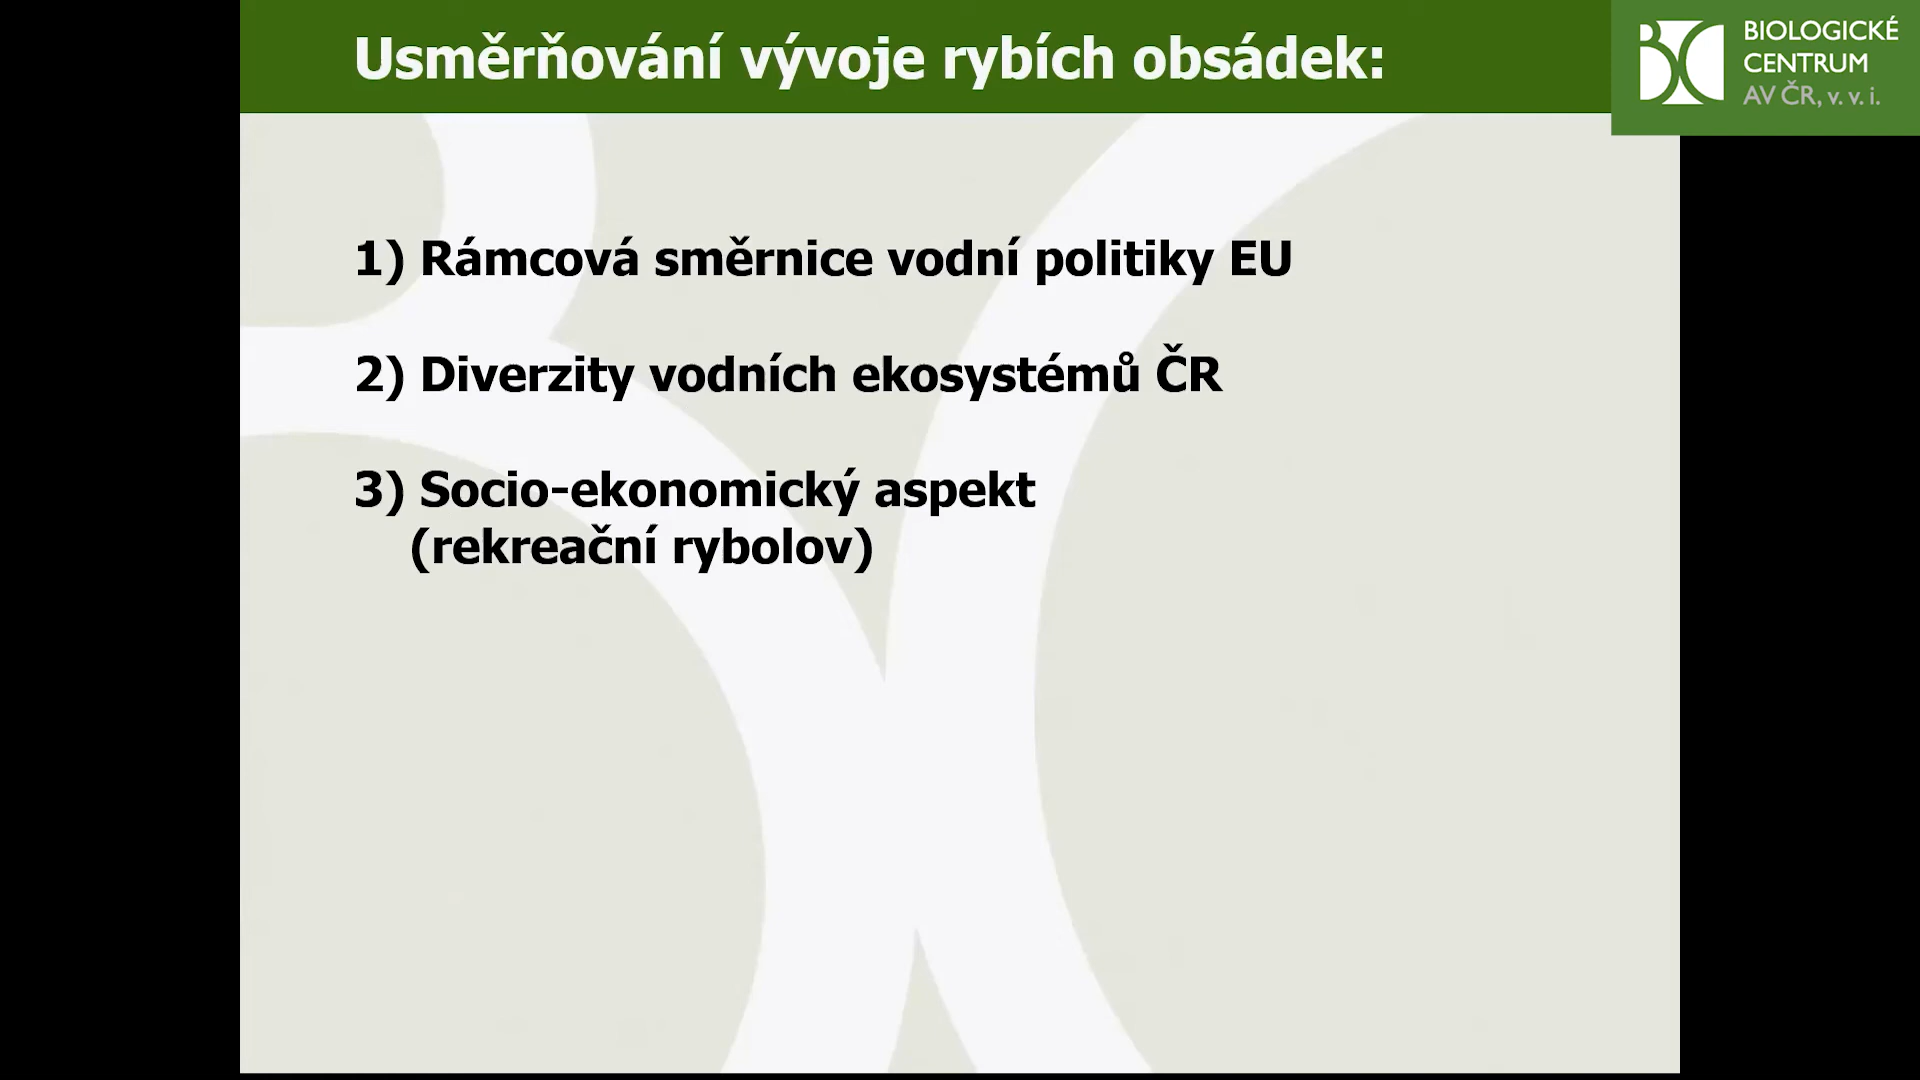 Usměrňování vývoje rybích obsádek:
BIOLOGICKÉ
CENTRUM
AV ČR, v. v. i.
1) Rámcová směrnice vodní politiky EU
2) Diverzity vodních ekosystémů ČR
3) Socio-ekonomický aspekt
(rekreační rybolov)